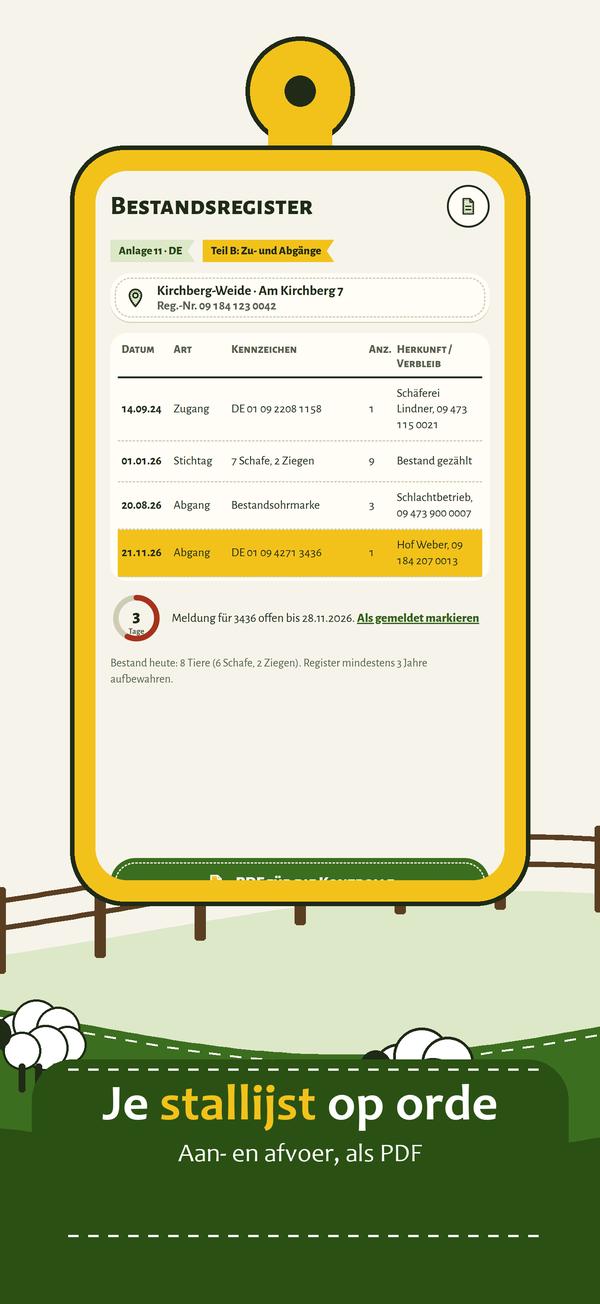 Bestandsregister
Anlage 11 · DE
Teil B: Zu- und Abgänge
Kirchberg-Weide · Am Kirchberg 7
Reg.-Nr. 09 184 123 0042
Datum Art Kennzeichen Anz. Herkunft / Verbleib
14.09.24 Zugang DE 01 09 2208 1158 1 Schäferei Lindner, 09 473 115 0021
01.01.26 Stichtag 7 Schafe, 2 Ziegen 9 Bestand gezählt
20.08.26 Abgang Bestandsohrmarke 3 Schlachtbetrieb, 09 473 900 0007
21.11.26 Abgang DE 01 09 4271 3436 1 Hof Weber, 09 184 207 0013
3 Tage
Meldung für 3436 offen bis 28.11.2026. Als gemeldet markieren
Bestand heute: 8 Tiere (6 Schafe, 2 Ziegen). Register mindestens 3 Jahre
aufbewahren.
Je stallijst op orde
Aan- en afvoer, als PDF